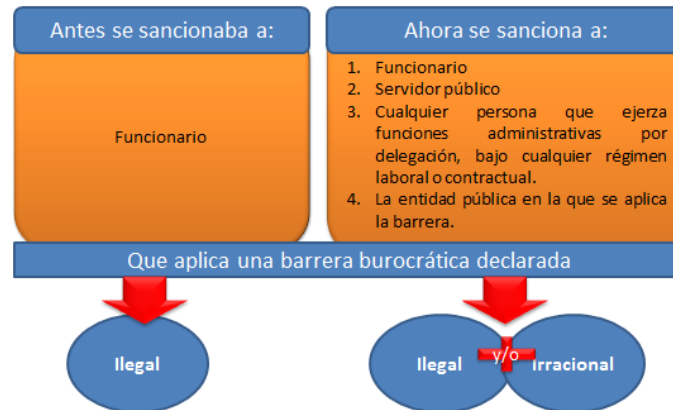 Antes se sancionaba a:
Funcionario
Ahora se sanciona a:
1. Funcionario
2. Servidor público
3. Cualquier persona que ejerza
funciones administrativas por
delegación, bajo cualquier régimen
laboral o contractual.
4. La entidad pública en la que se aplica
la barrera.
Que aplica una barrera burocrática declarada
Ilegal
Ilegal
y/o
Irracional